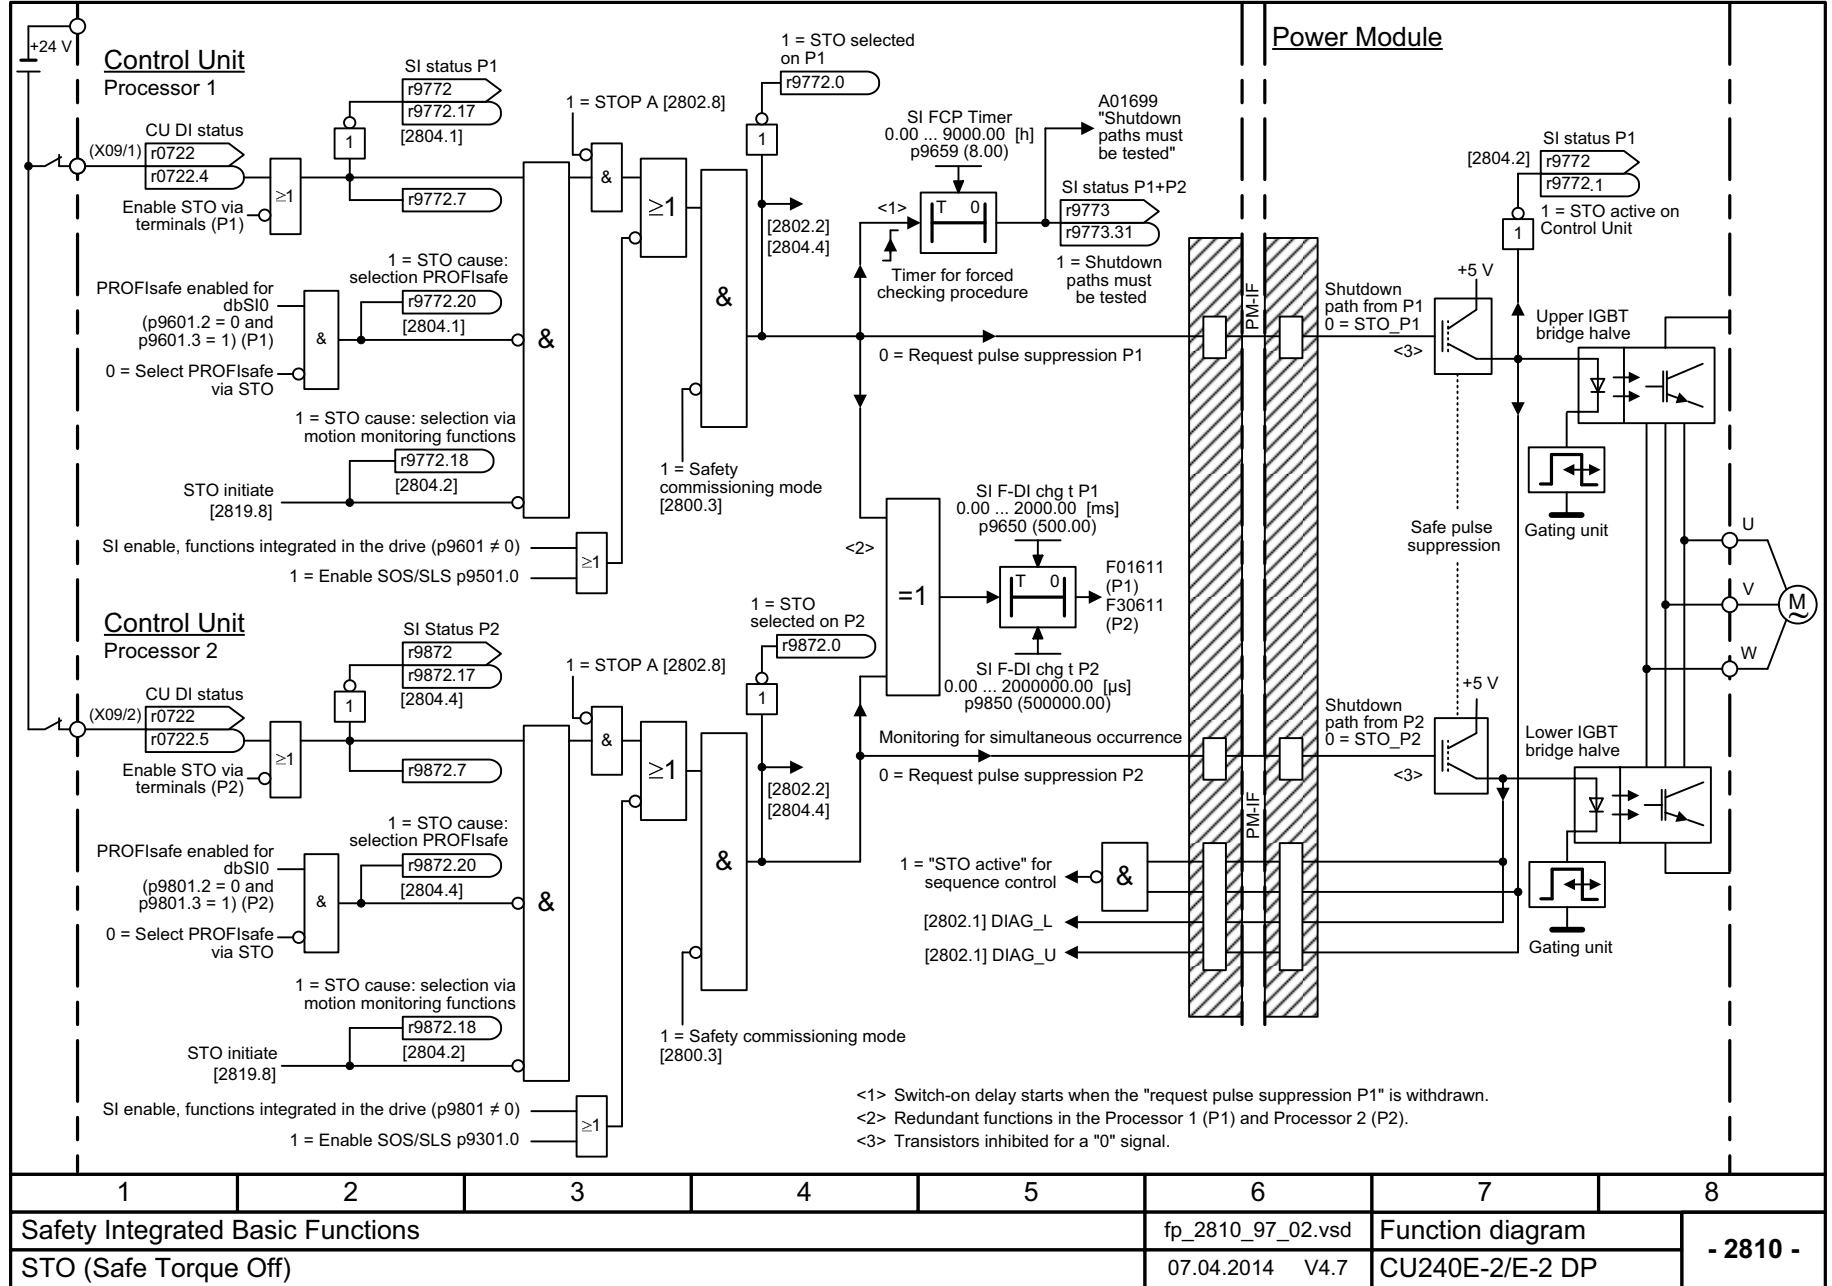 +24 V
Control Unit
Processor 1
SI status P1
r9772
r9772.17
[2804.1]
1
CU DI status
(X09/1)
r0722
r0722.4
≥1
Enable STO via
terminals (P1)
r9772.7
1 = STOP A [2802.8]
&
≥1
1 = STO selected
on P1
r9772.0
1
[2802.2]
[2804.4]
PROFIsafe enabled for
dbSI0
(p9601.2 = 0 and
p9601.3 = 1) (P1)
0 = Select PROFIsafe
via STO
&
1 = STO cause:
selection PROFIsafe
r9772.20
[2804.1]
&
&
1 = STO cause: selection via
motion monitoring functions
r9772.18
[2804.2]
STO initiate
[2819.8]
1 = Safety
commissioning mode
[2800.3]
SI enable, functions integrated in the drive (p9601 ≠ 0)
1 = Enable SOS/SLS p9501.0
≥1
SI FCP Timer
0.00 ... 9000.00 [h]
p9659 (8.00)
<1>
T 0
Timer for forced
checking procedure
A01699
"Shutdown
paths must
be tested"
SI status P1+P2
r9773
r9773.31
1 = Shutdown
paths must
be tested
0 = Request pulse suppression P1
<2>
=1
SI F-DI chg t P1
0.00 ... 2000.00 [ms]
p9650 (500.00)
T 0
F01611
(P1)
F30611
(P2)
SI F-DI chg t P2
0.00 ... 2000000.00 [µs]
p9850 (500000.00)
Monitoring for simultaneous occurrence
0 = Request pulse suppression P2
Control Unit
Processor 2
SI Status P2
r9872
r9872.17
[2804.4]
1
CU DI status
(X09/2)
r0722
r0722.5
≥1
Enable STO via
terminals (P2)
r9872.7
1 = STOP A [2802.8]
&
≥1
1 = STO
selected on P2
r9872.0
1
[2802.2]
[2804.4]
PROFIsafe enabled for
dbSI0
(p9801.2 = 0 and
p9801.3 = 1) (P2)
0 = Select PROFIsafe
via STO
&
1 = STO cause:
selection PROFIsafe
r9872.20
[2804.4]
&
&
1 = STO cause: selection via
motion monitoring functions
r9872.18
[2804.2]
STO initiate
[2819.8]
1 = Safety commissioning mode
[2800.3]
SI enable, functions integrated in the drive (p9801 ≠ 0)
1 = Enable SOS/SLS p9301.0
≥1
1 = "STO active" for
sequence control
&
[2802.1] DIAG_L
[2802.1] DIAG_U
PM-IF
PM-IF
Power Module
SI status P1
[2804.2]
r9772
r9772.1
1 = STO active on
Control Unit
1
+5 V
Shutdown
path from P1
0 = STO_P1
<3>
Upper IGBT
bridge halve
Gating unit
Safe pulse
suppression
U
V
W
M
~
+5 V
Shutdown
path from P2
0 = STO_P2
<3>
Lower IGBT
bridge halve
Gating unit
<1> Switch-on delay starts when the "request pulse suppression P1" is withdrawn.
<2> Redundant functions in the Processor 1 (P1) and Processor 2 (P2).
<3> Transistors inhibited for a "0" signal.
1 2 3 4 5 6 7 8
Safety Integrated Basic Functions
fp_2810_97_02.vsd
Function diagram
- 2810 -
STO (Safe Torque Off)
07.04.2014 V4.7
CU240E-2/E-2 DP